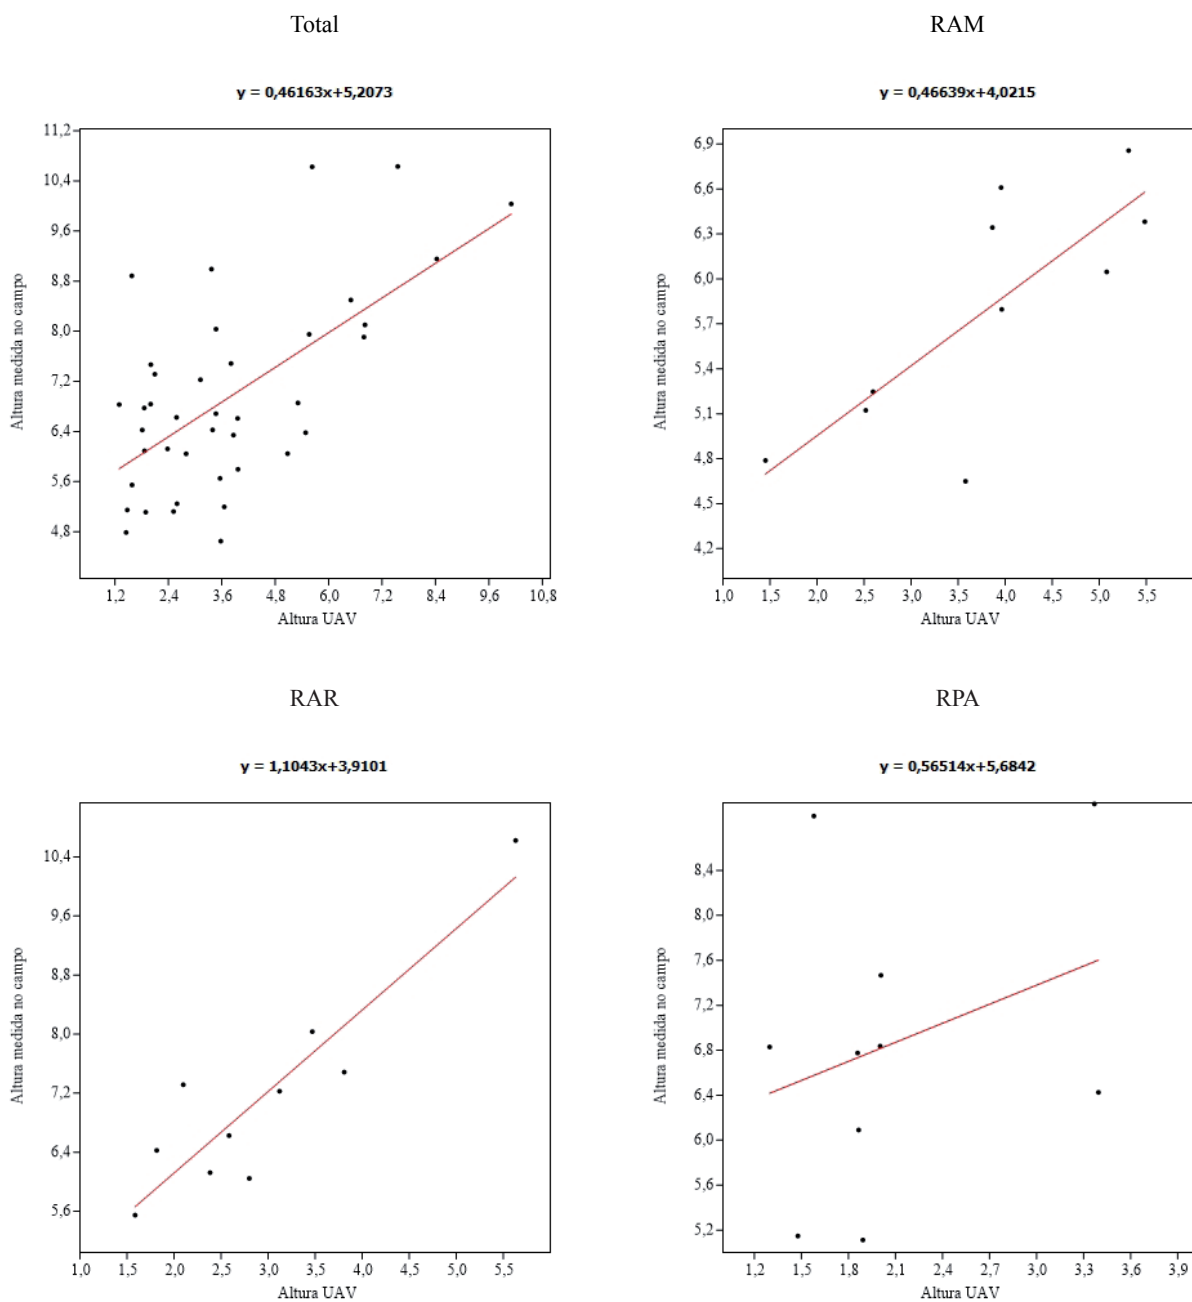 Total
y = 0,46163x+5,2073
11,2
10,4
9,6
8,8
8,0
7,2
6,4
5,6
4,8
Altura medida no campo
1,2 2,4 3,6 4,8 6,0 7,2 8,4 9,6 10,8
Altura UAV
RAM
y = 0,46639x+4,0215
6,9
6,6
6,3
6,0
5,7
5,4
5,1
4,8
4,5
4,2
Altura medida no campo
1,0 1,5 2,0 2,5 3,0 3,5 4,0 4,5 5,0 5,5
Altura UAV
RAR
y = 1,1043x+3,9101
10,4
9,6
8,8
8,0
7,2
6,4
5,6
Altura medida no campo
1,0 1,5 2,0 2,5 3,0 3,5 4,0 4,5 5,0 5,5
Altura UAV
RPA
y = 0,56514x+5,6842
8,4
8,0
7,6
7,2
6,8
6,4
6,0
5,6
5,2
Altura medida no campo
1,2 1,5 1,8 2,1 2,4 2,7 3,0 3,3 3,6 3,9
Altura UAV